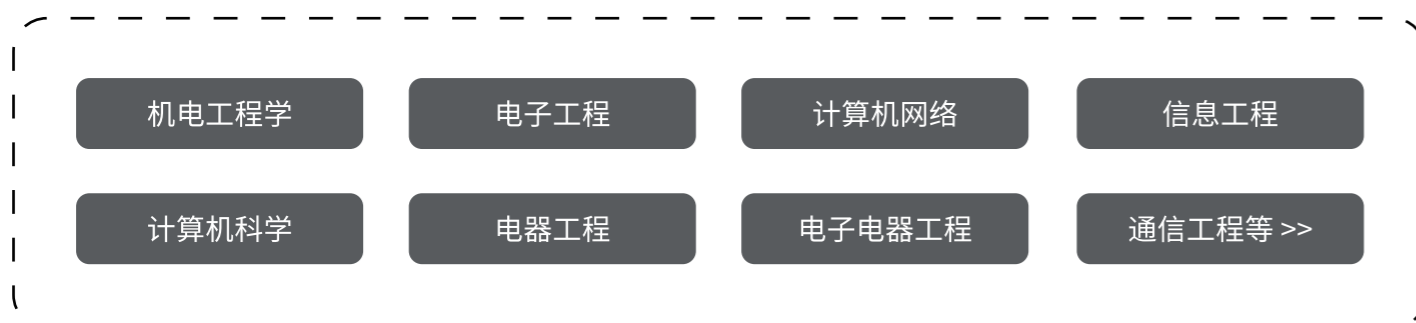 机电工程学
电子工程
计算机网络
信息工程
计算机科学
电器工程
电子电器工程
通信工程等 >>